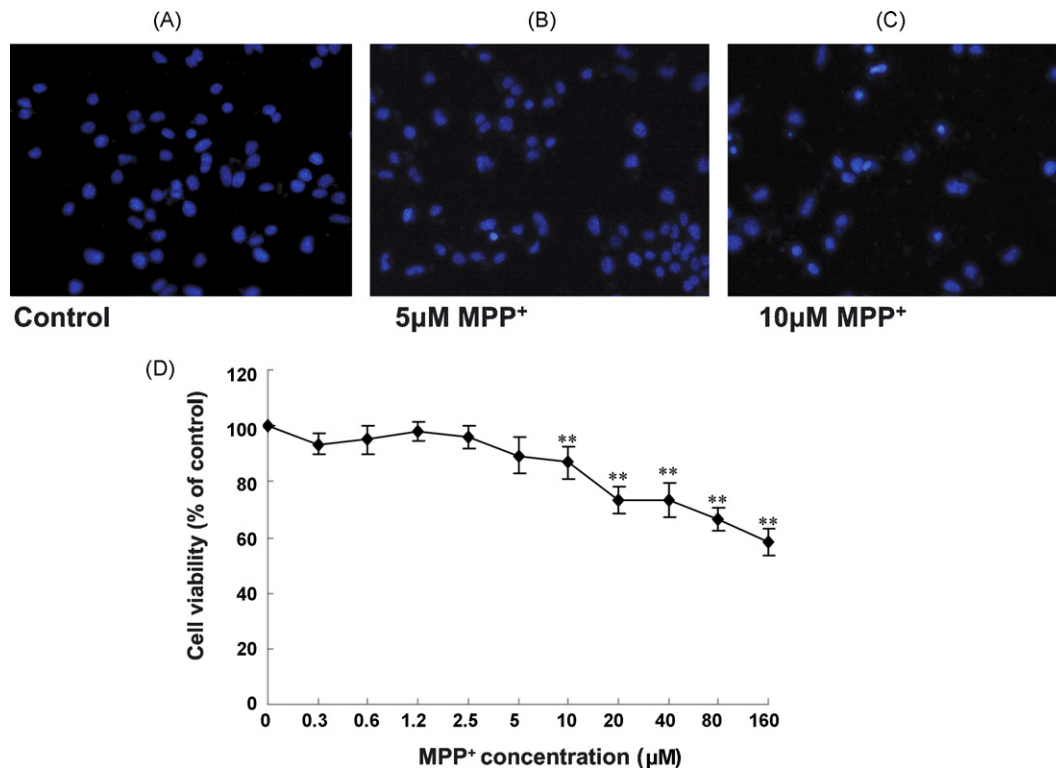 (A) (B) (C)
Control 5µM MPP⁺ 10µM MPP⁺
(D)
Cell viability (% of control)
120
100
80
60
40
20
0
** ** ** ** **
0 0.3 0.6 1.2 2.5 5 10 20 40 80 160
MPP⁺ concentration (µM)